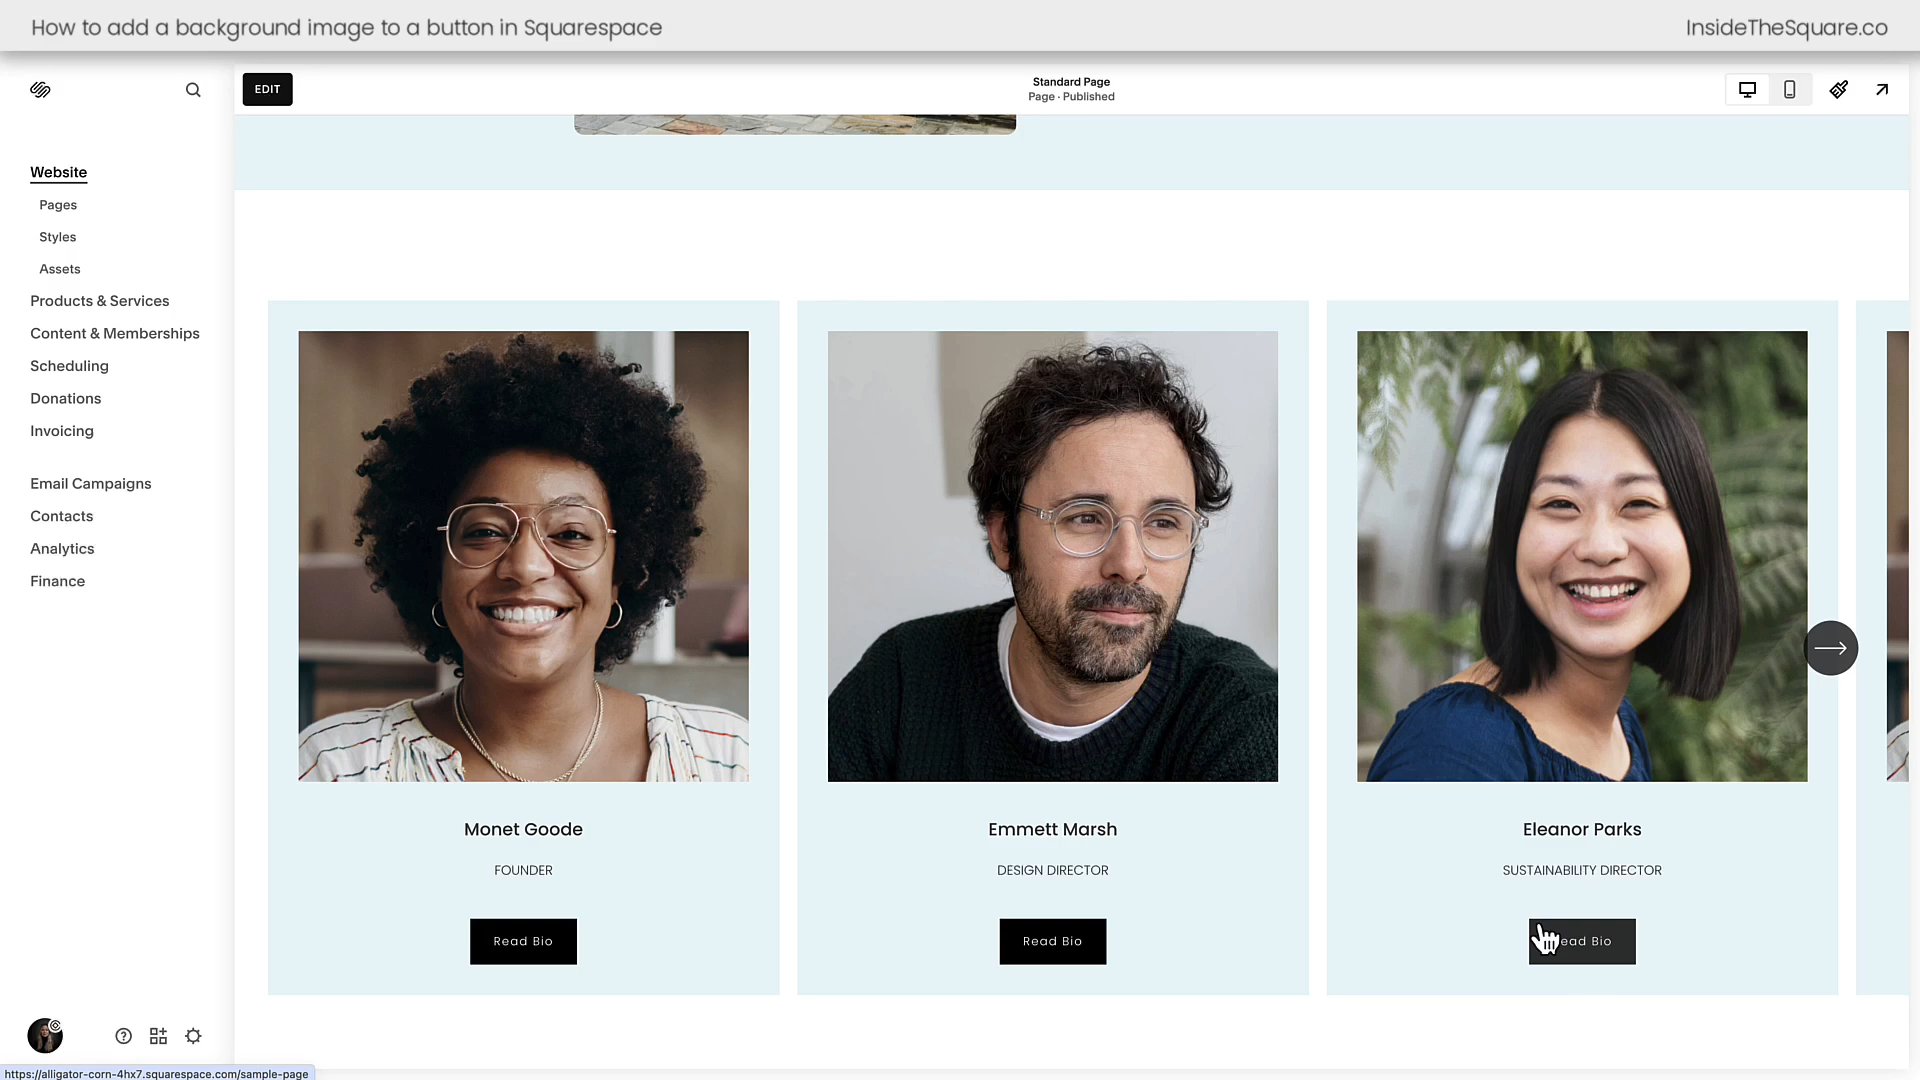 How to add a background image to a button in Squarespace
InsideTheSquare.co
EDIT
Standard Page
Page · Published
Website
Pages
Styles
Assets
Products & Services
Content & Memberships
Scheduling
Donations
Invoicing
Email Campaigns
Contacts
Analytics
Finance
Monet Goode
FOUNDER
Read Bio
Emmett Marsh
DESIGN DIRECTOR
Read Bio
Eleanor Parks
SUSTAINABILITY DIRECTOR
ead Bio
https://alligator-corn-4hx7.squarespace.com/sample-page